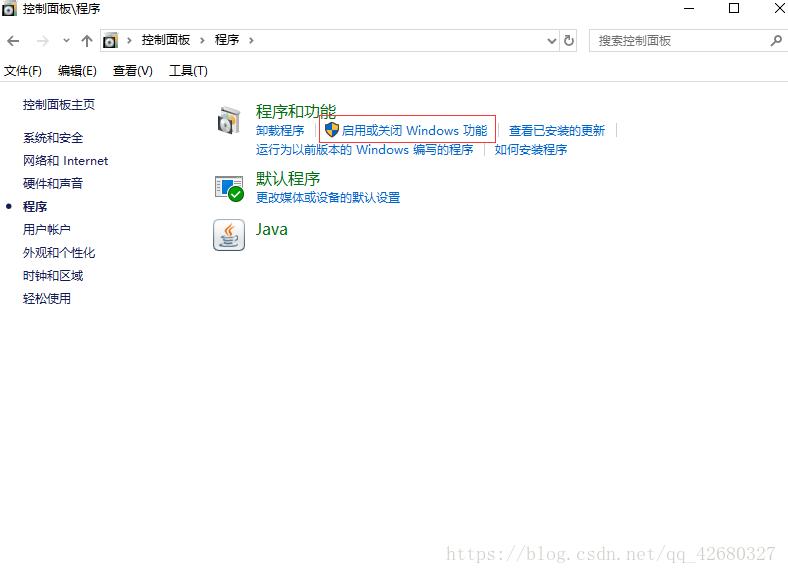 控制面板\程序
控制面板 程序 搜索控制面板
文件(F) 编辑(E) 查看(V) 工具(T)
控制面板主页
系统和安全
网络和 Internet
硬件和声音
程序
用户帐户
外观和个性化
时钟和区域
轻松使用
程序和功能
卸载程序 启用或关闭 Windows 功能 查看已安装的更新
运行为以前版本的 Windows 编写的程序 如何安装程序
默认程序
更改媒体或设备的默认设置
Java
https://blog.csdn.net/qq_42680327